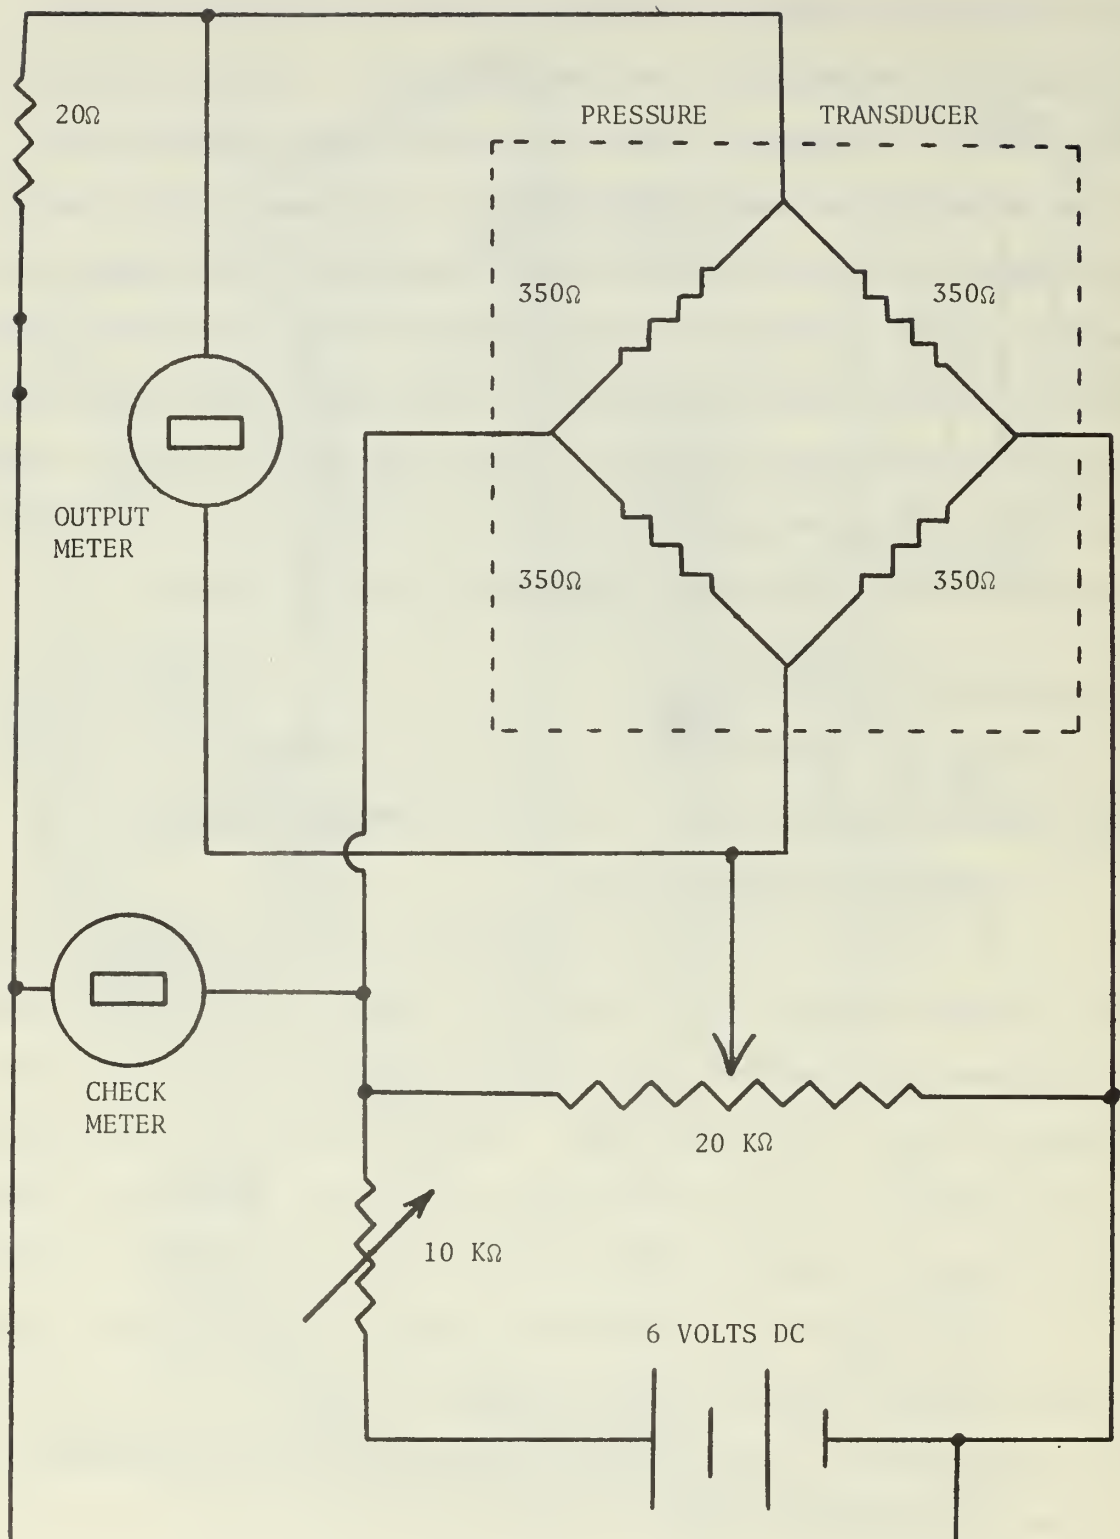 20Ω
PRESSURE TRANSDUCER
350Ω
350Ω
OUTPUT
METER
350Ω
350Ω
CHECK
METER
20 KΩ
10 KΩ
6 VOLTS DC